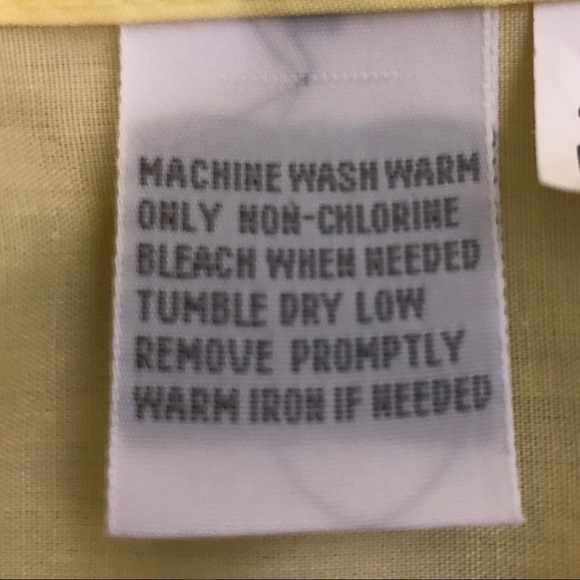 MACHINE WASH WARM
ONLY NON-CHLORINE
BLEACH WHEN NEEDED
TUMBLE DRY LOW
REMOVE PROMPTLY
WARM IRON IF NEEDED